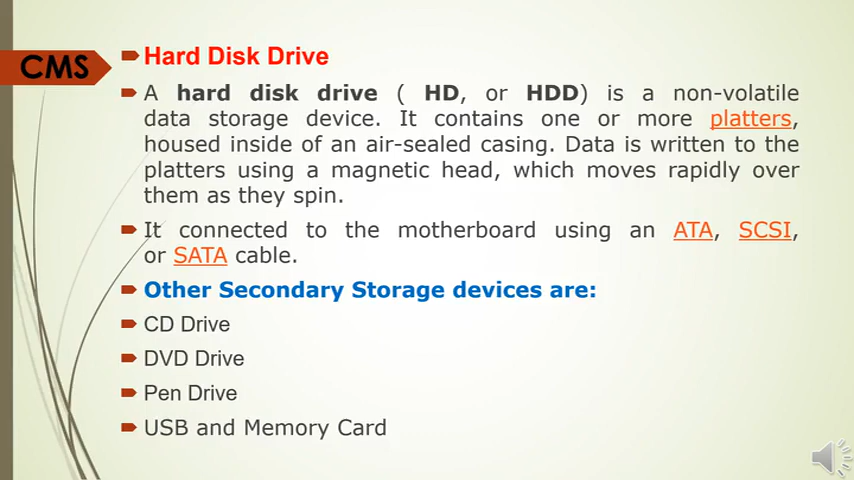 CMS
Hard Disk Drive
A hard disk drive ( HD, or HDD) is a non-volatile
data storage device. It contains one or more platters,
housed inside of an air-sealed casing. Data is written to the
platters using a magnetic head, which moves rapidly over
them as they spin.
It connected to the motherboard using an ATA, SCSI,
or SATA cable.
Other Secondary Storage devices are:
CD Drive
DVD Drive
Pen Drive
USB and Memory Card